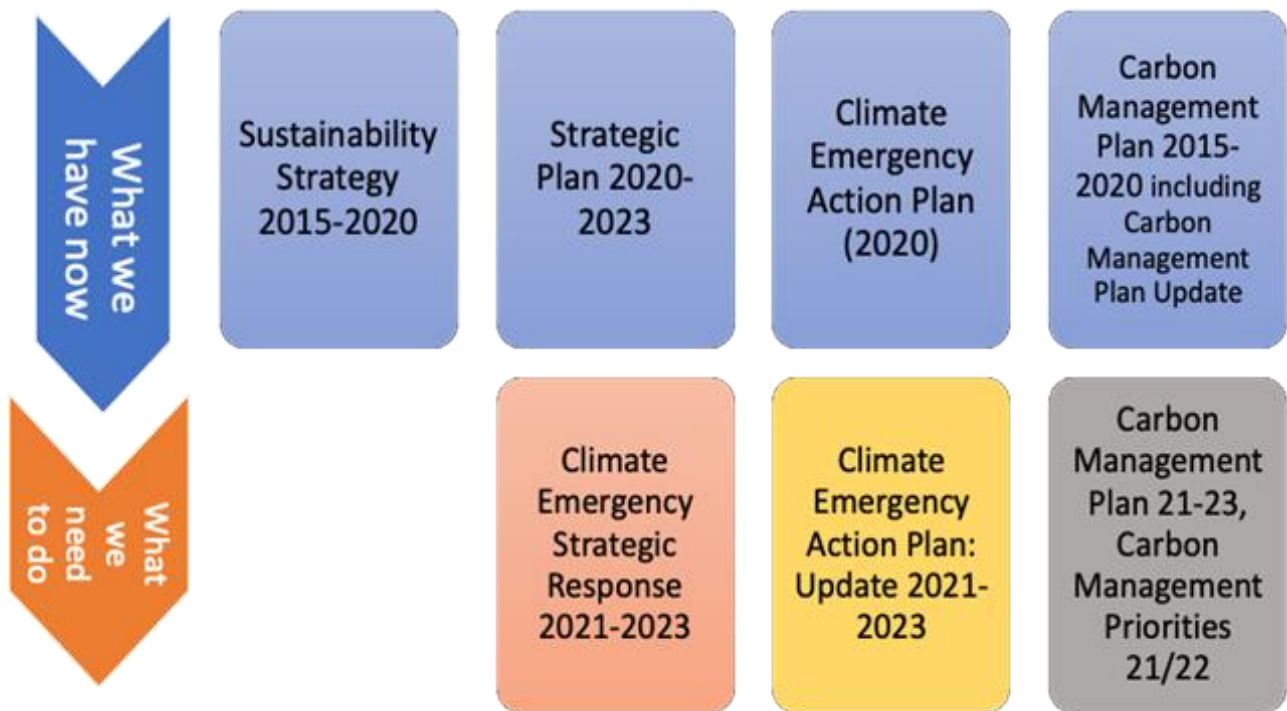 What we
have now
Sustainability
Strategy
2015-2020
Strategic
Plan 2020-
2023
Climate
Emergency
Action Plan
(2020)
Carbon
Management
Plan 2015-
2020 including
Carbon
Management
Plan Update
What
we
need
to do
Climate
Emergency
Strategic
Response
2021-2023
Climate
Emergency
Action Plan:
Update 2021-
2023
Carbon
Management
Plan 21-23,
Carbon
Management
Priorities
21/22